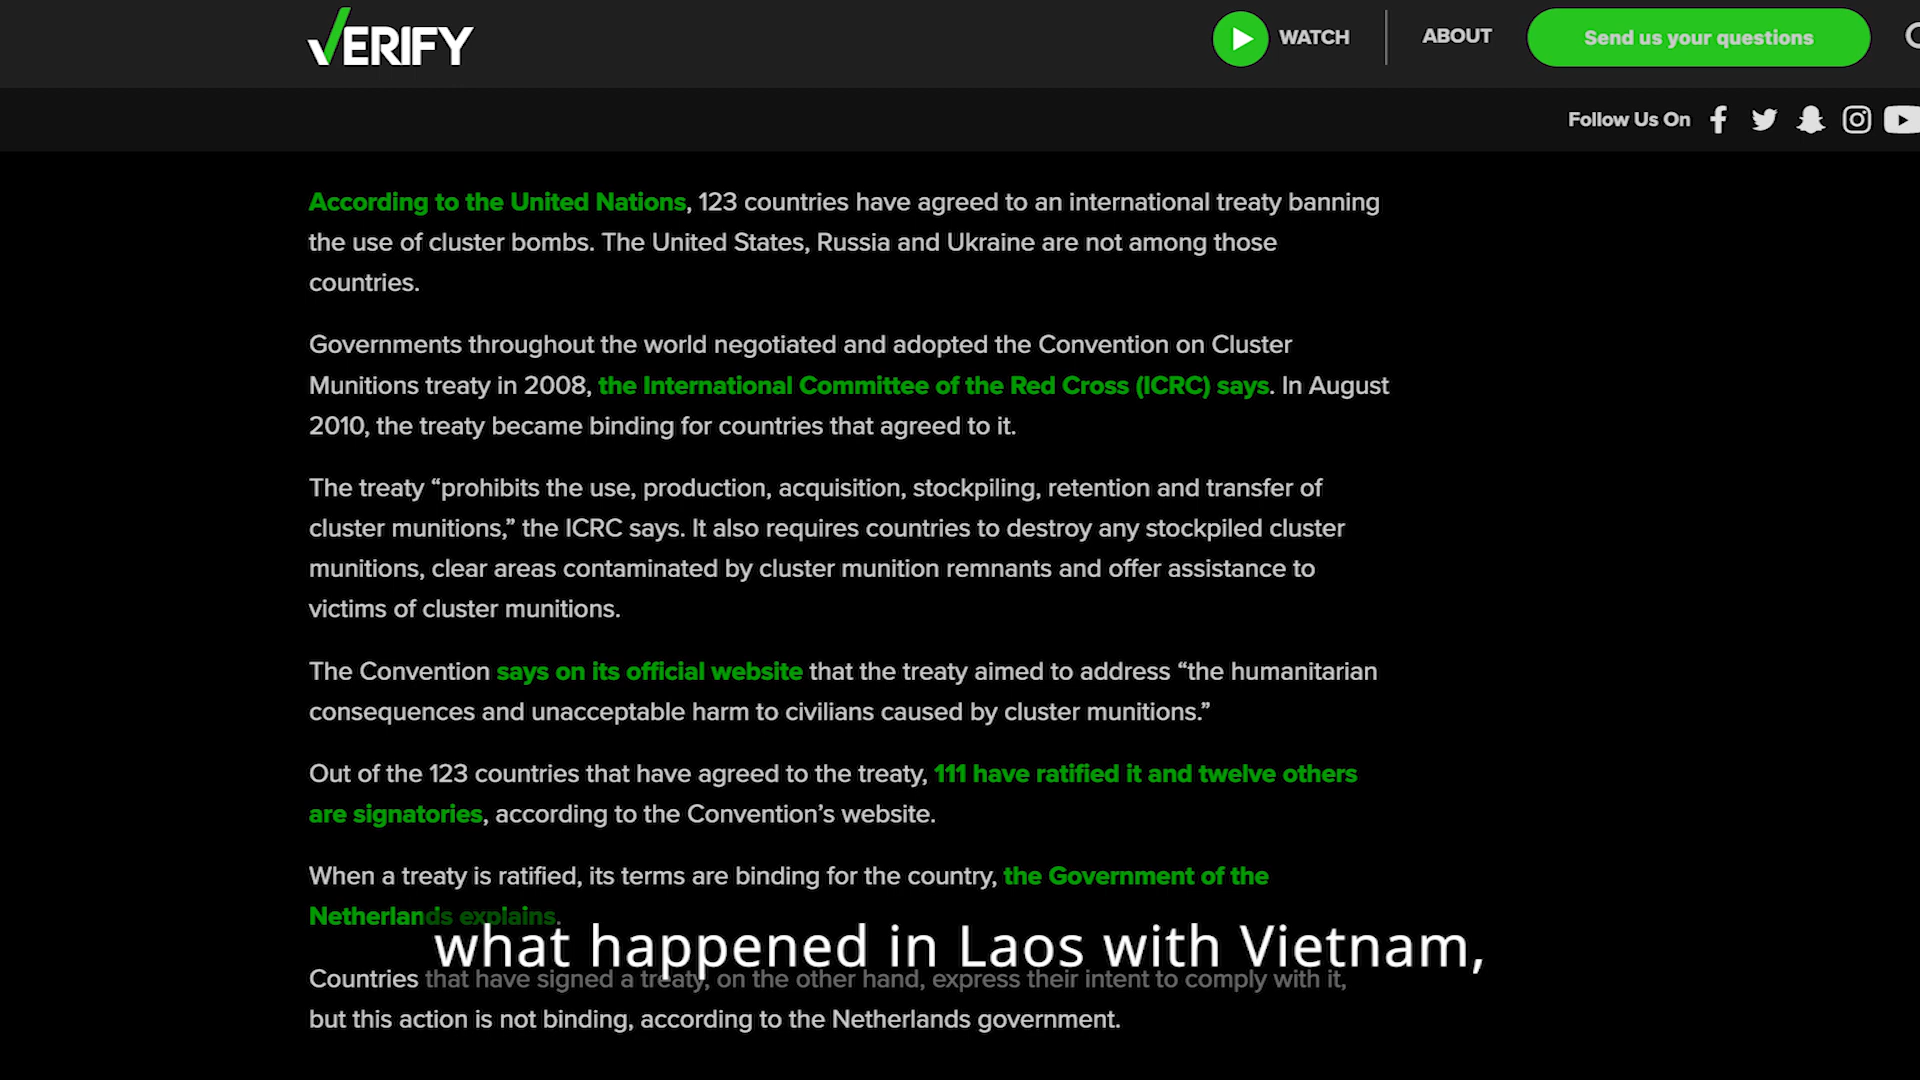 VERIFY
WATCH
ABOUT
Send us your questions
Follow Us On
According to the United Nations, 123 countries have agreed to an international treaty banning
the use of cluster bombs. The United States, Russia and Ukraine are not among those
countries.
Governments throughout the world negotiated and adopted the Convention on Cluster
Munitions treaty in 2008, the International Committee of the Red Cross (ICRC) says. In August
2010, the treaty became binding for countries that agreed to it.
The treaty “prohibits the use, production, acquisition, stockpiling, retention and transfer of
cluster munitions,” the ICRC says. It also requires countries to destroy any stockpiled cluster
munitions, clear areas contaminated by cluster munition remnants and offer assistance to
victims of cluster munitions.
The Convention says on its official website that the treaty aimed to address “the humanitarian
consequences and unacceptable harm to civilians caused by cluster munitions.”
Out of the 123 countries that have agreed to the treaty, 111 have ratified it and twelve others
are signatories, according to the Convention’s website.
When a treaty is ratified, its terms are binding for the country, the Government of the
Netherlands explains.
what happened in Laos with Vietnam,
Countries that have signed a treaty, on the other hand, express their intent to comply with it,
but this action is not binding, according to the Netherlands government.